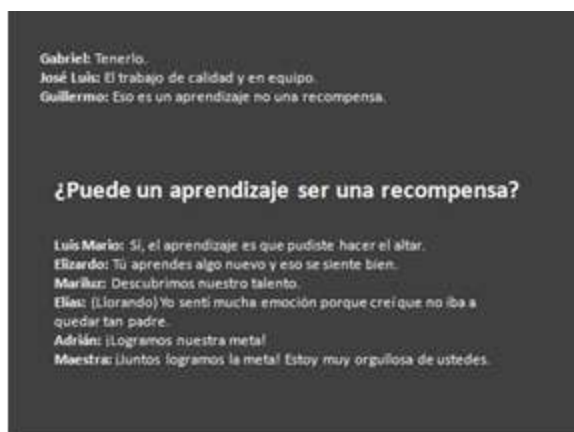 Gabriel: Tenerlo.
José Luis: El trabajo de calidad y en equipo.
Guillermo: Eso es un aprendizaje no una recompensa.
¿Puede un aprendizaje ser una recompensa?
Luis Mario: Sí, el aprendizaje es que pudiste hacer el altar.
Elizardo: Tú aprendes algo nuevo y eso se siente bien.
Mariluz: Descubrimos nuestro talento.
Elías: (Llorando) Yo sentí mucha emoción porque creí que no iba a
quedar tan padre.
Adrián: ¡Logramos nuestra meta!
Maestra: ¡Juntos logramos la meta! Estoy muy orgullosa de ustedes.